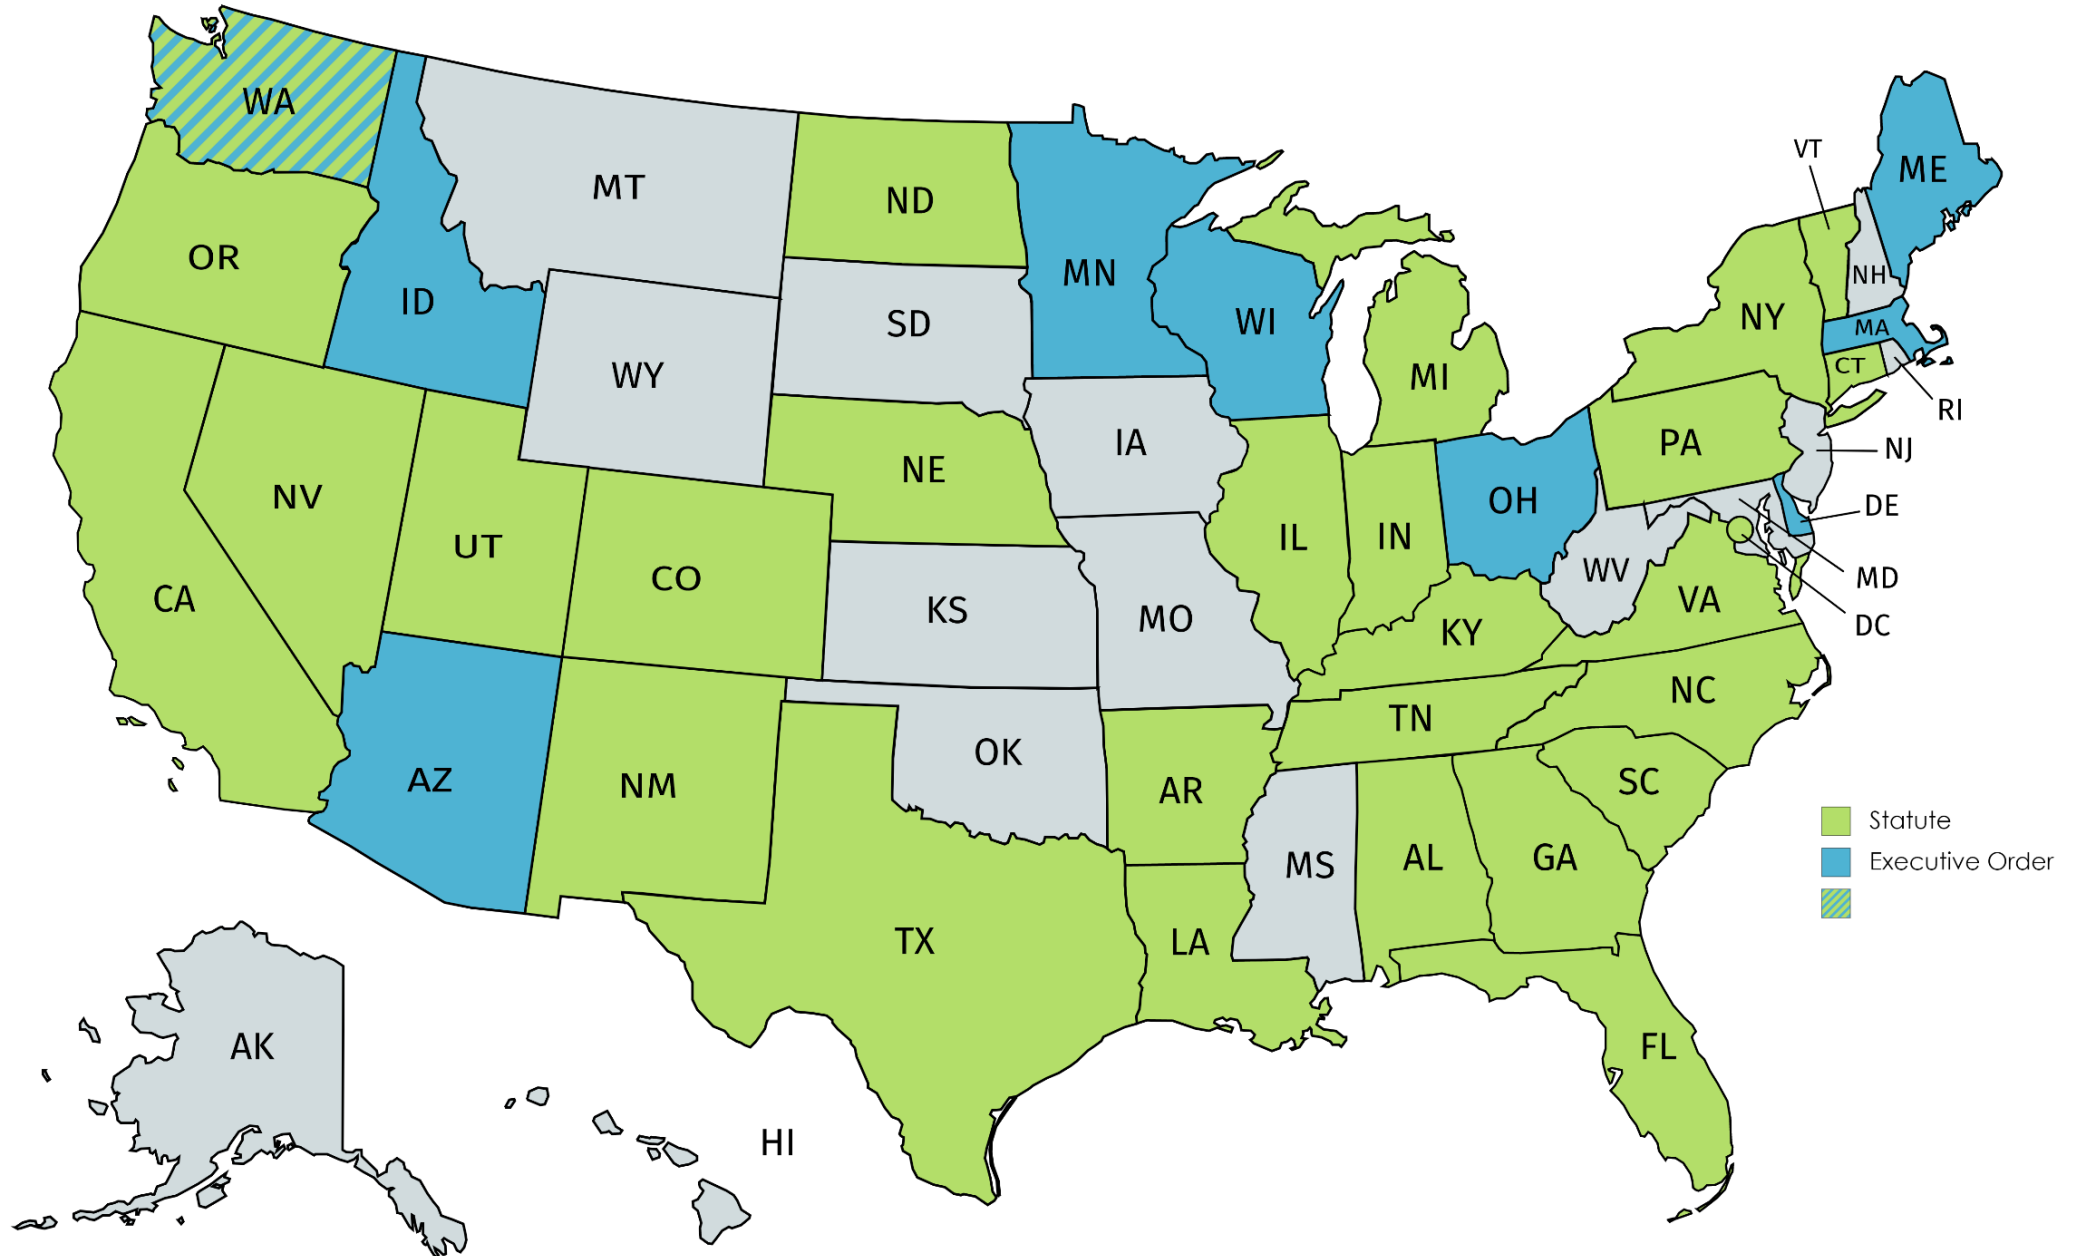 WA
MT
ND
MN
VT
ME
OR
ID
SD
WI
NH
NY
MA
WY
MI
CT
RI
IA
NE
PA
NJ
NV
OH
DE
UT
IL
IN
CO
WV
MD
CA
KS
MO
KY
VA
DC
NC
TN
OK
AZ
NM
AR
SC
MS
AL
GA
Statute
Executive Order
TX
LA
AK
FL
HI